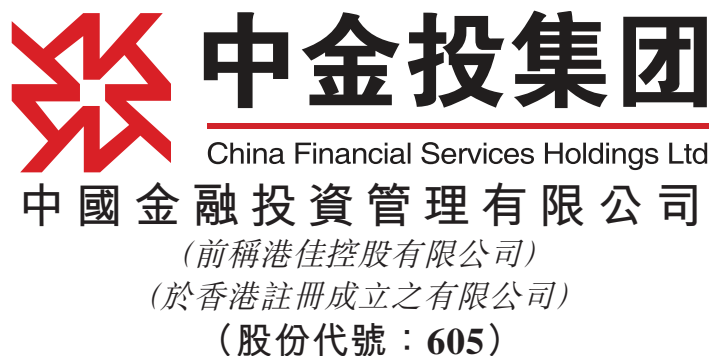 中金投集团
China Financial Services Holdings Ltd
中國金融投資管理有限公司
(前稱港佳控股有限公司)
(於香港註冊成立之有限公司)
(股份代號:605)